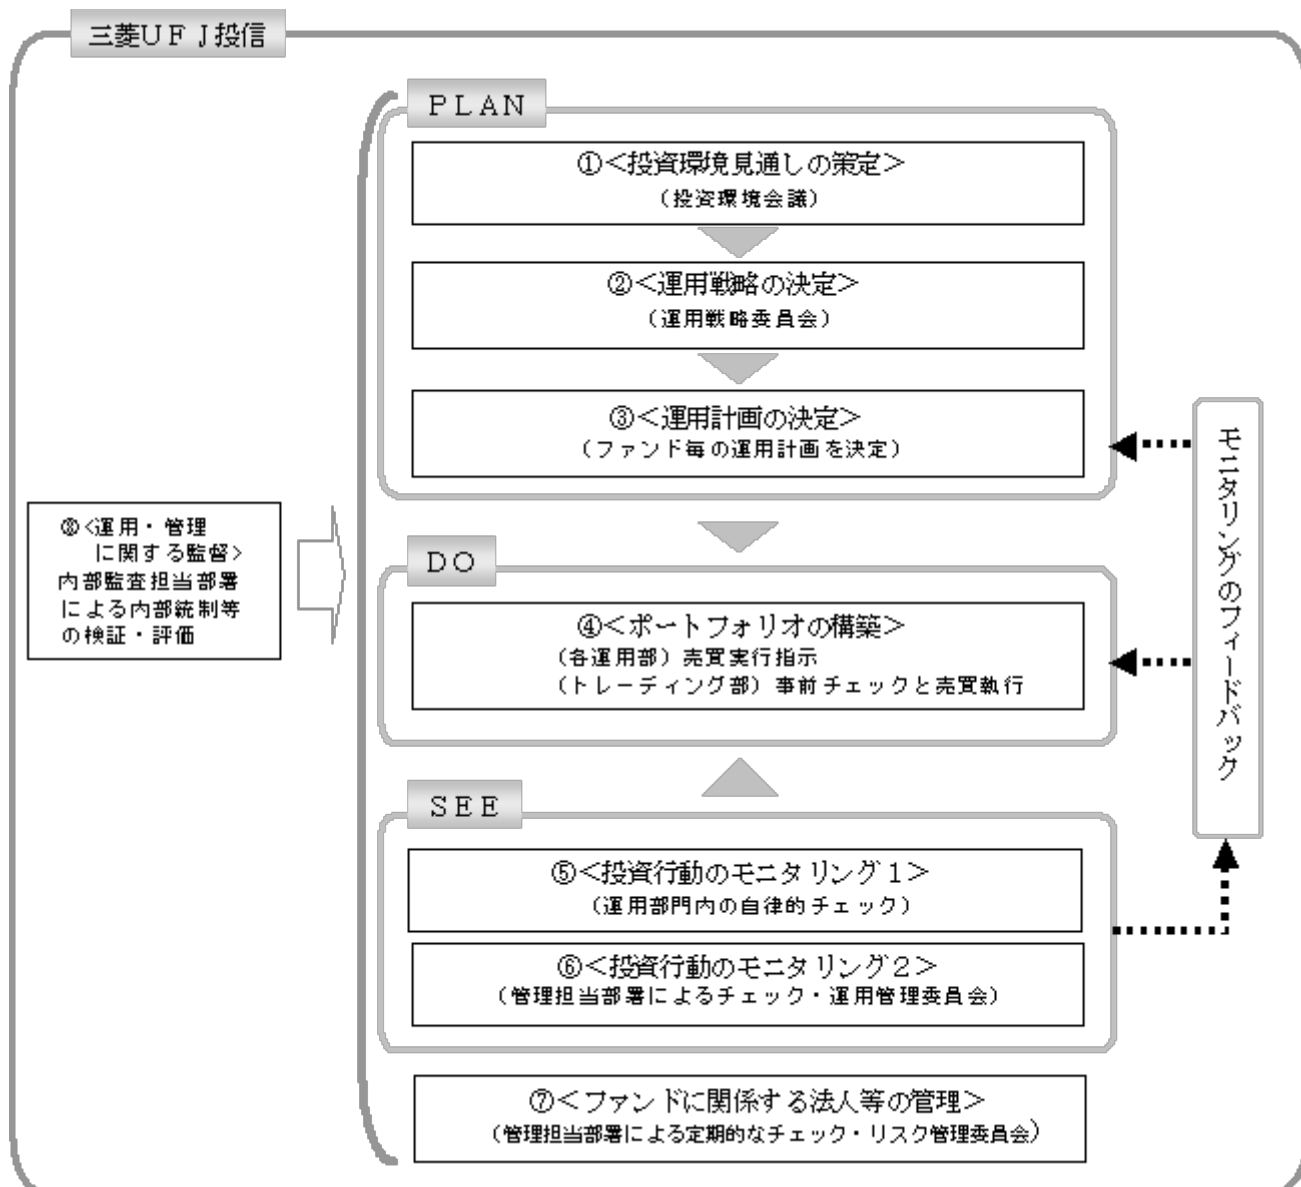 三菱UFJ投信
PLAN
①<投資環境見通しの策定>
(投資環境会議)
②<運用戦略の決定>
(運用戦略委員会)
③<運用計画の決定>
(ファンド毎の運用計画を決定)
⑧<運用・管理
に関する監督>
内部監査担当部署
による内部統制等
の検証・評価
DO
④<ポートフォリオの構築>
(各運用部)売買実行指示
(トレーディング部)事前チェックと売買執行
モニタリングのフィードバック
SEE
⑤<投資行動のモニタリング1>
(運用部門内の自律的チェック)
⑥<投資行動のモニタリング2>
(管理担当部署によるチェック・運用管理委員会)
⑦<ファンドに関係する法人等の管理>
(管理担当部署による定期的なチェック・リスク管理委員会)